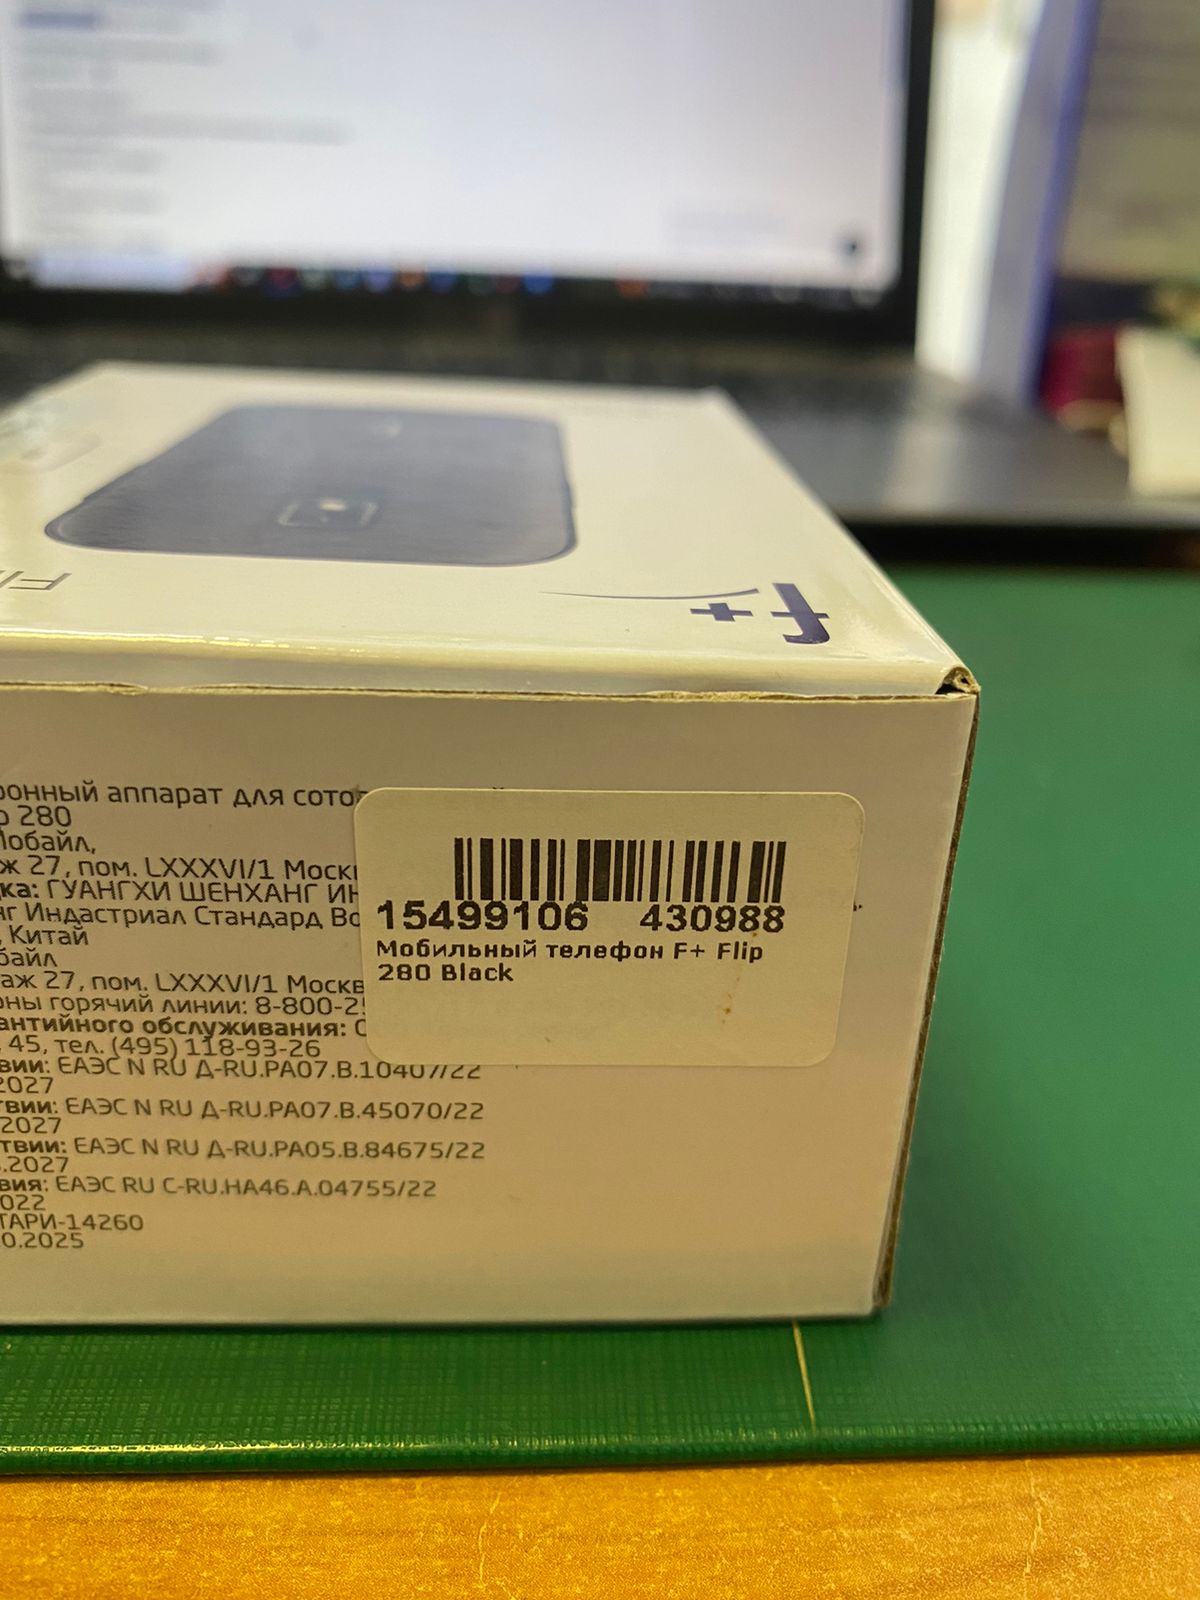 f+
ронный аппарат для сото
p 280
Мобайл,
ж 27, пом. LXXXVI/1 Моск
дка: ГУАНГХИ ШЕНХАНГ ИН
нг Индастриал Стандард Во
, Китай
байл
аж 27, пом. LXXXVI/1 Москв
оны горячий линии: 8-800-2
антийного обслуживания:
45, тел. (495) 118-93-26
вии: ЕАЭС N RU Д-RU.РА07.В.10407/22
2027
твии: ЕАЭС N RU Д-RU.РА07.В.45070/22
.2027
твии: ЕАЭС N RU Д-RU.РА05.В.84675/22
.2027
вия: ЕАЭС RU С-RU.НА46.А.04755/22
022
ТАРИ-14260
0.2025
15499106 430988
Мобильный телефон F+ Flip
280 Black